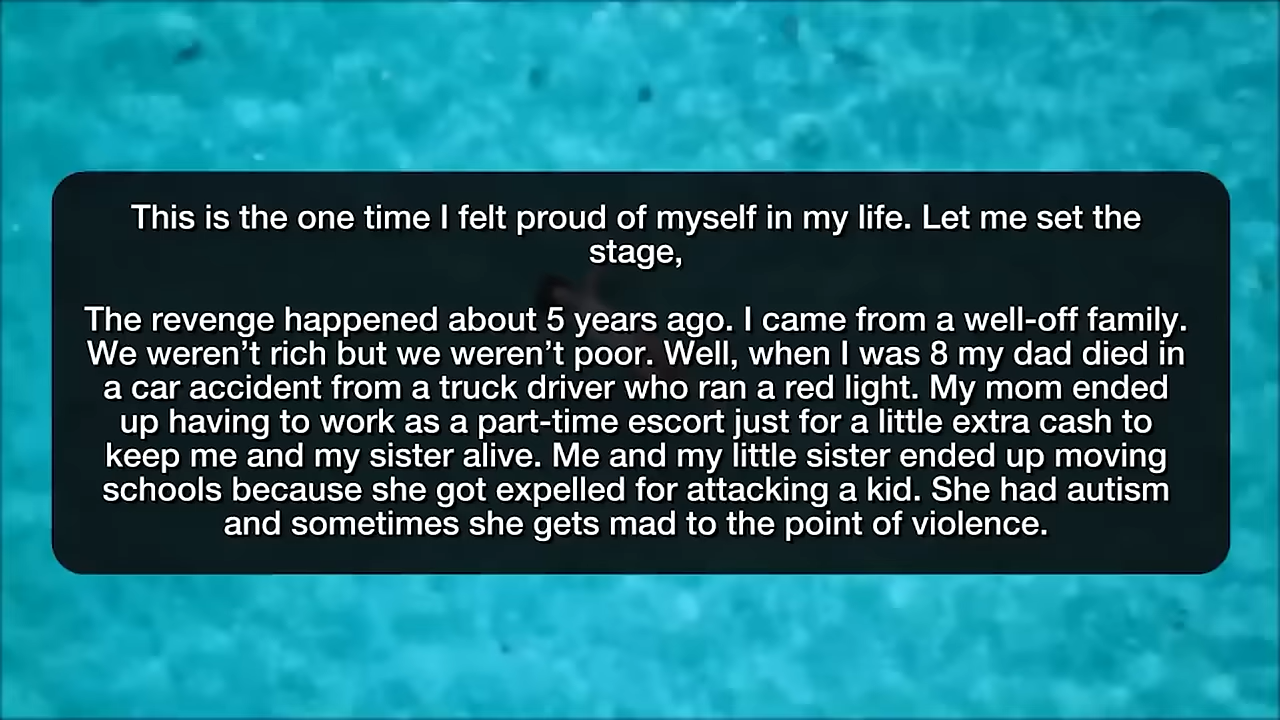 This is the one time I felt proud of myself in my life. Let me set the
stage,
The revenge happened about 5 years ago. I came from a well-off family.
We weren’t rich but we weren’t poor. Well, when I was 8 my dad died in
a car accident from a truck driver who ran a red light. My mom ended
up having to work as a part-time escort just for a little extra cash to
keep me and my sister alive. Me and my little sister ended up moving
schools because she got expelled for attacking a kid. She had autism
and sometimes she gets mad to the point of violence.